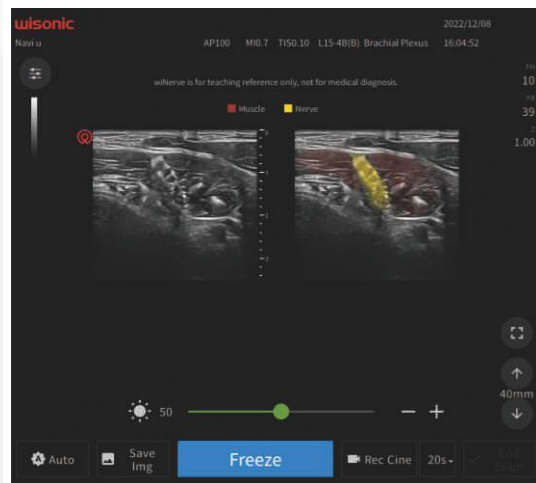 wisonic
2022/12/08
Navi u
AP100 MI0.7 TIS0.10 L15-4B(B) Brachial Plexus 16:04:52
wiNerve is for teaching reference only, not for medical diagnosis.
Muscle Nerve
10
39
1.00
50
40mm
Auto
Save Img
Freeze
Rec Cine
20s
End Exam